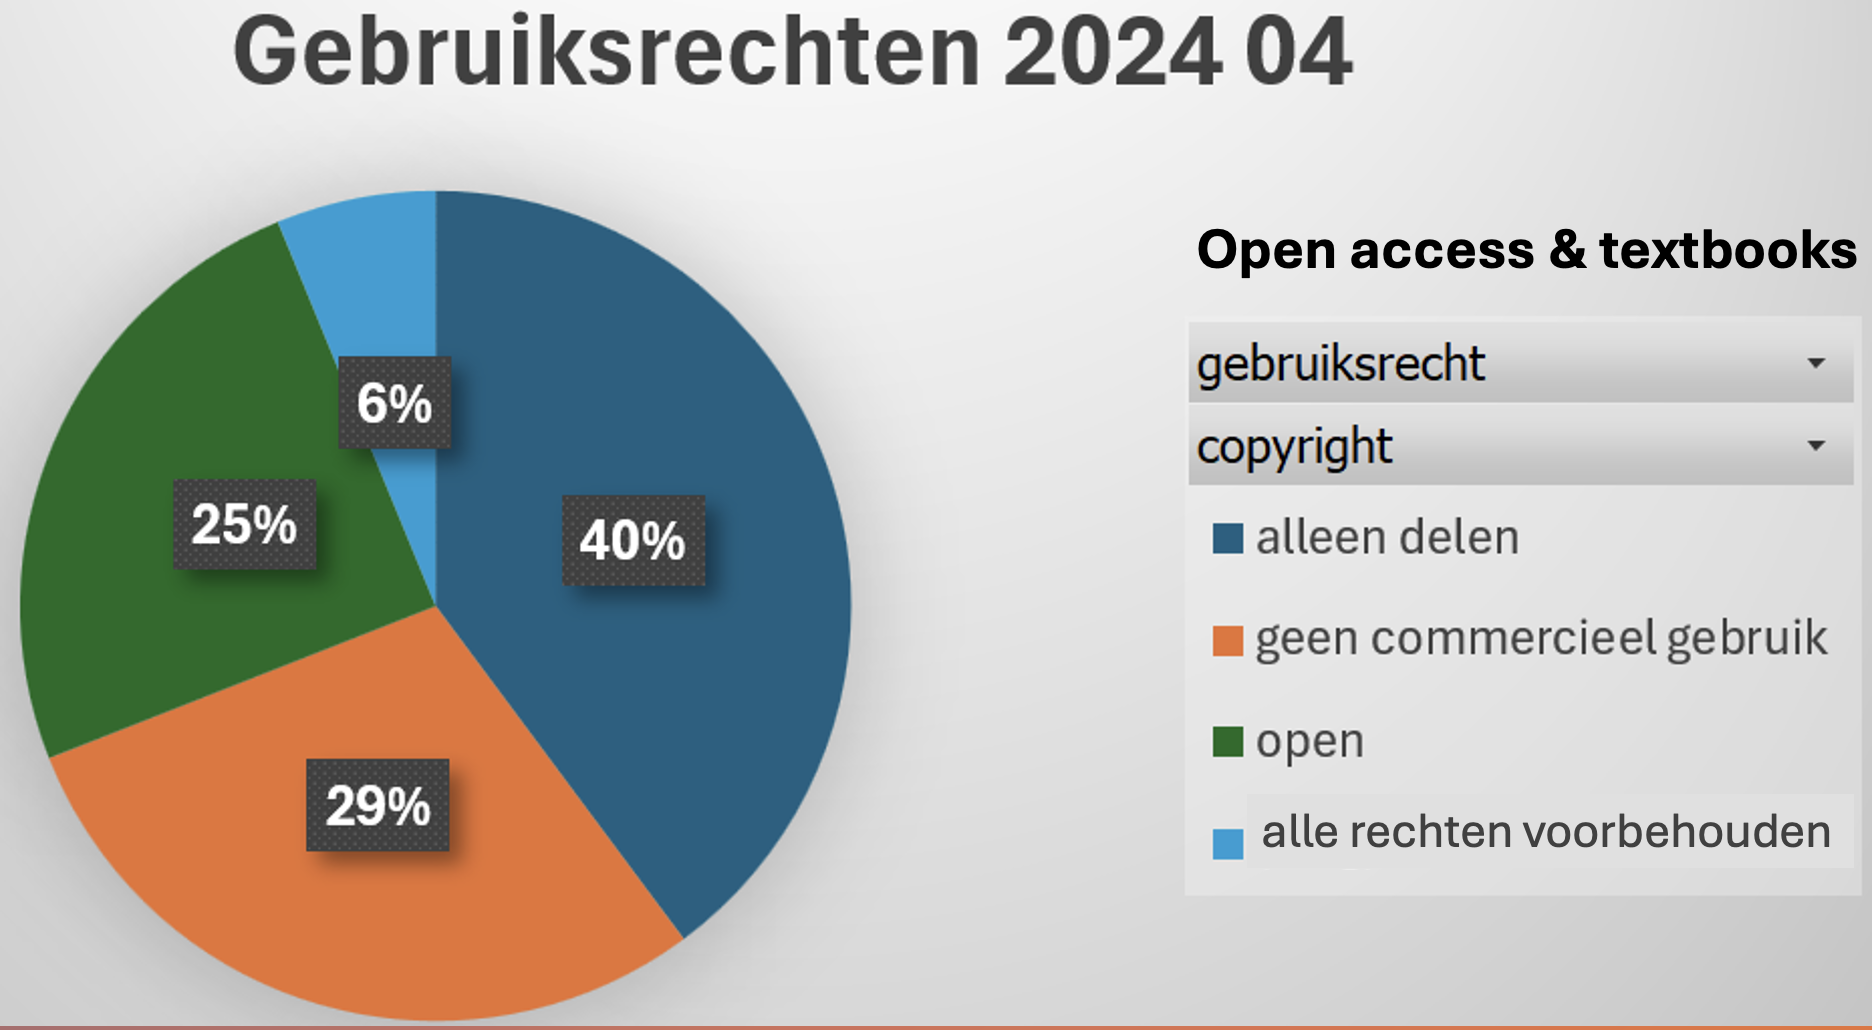 Gebruiksrechten 2024 04
6%
25%
40%
29%
Open access & textbooks
gebruiksrecht
copyright
alleen delen
geen commercieel gebruik
open
alle rechten voorbehouden